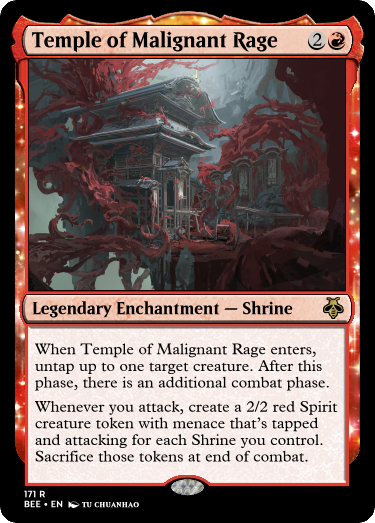 Temple of Malignant Rage 2
Legendary Enchantment — Shrine
When Temple of Malignant Rage enters,
untap up to one target creature. After this
phase, there is an additional combat phase.
Whenever you attack, create a 2/2 red Spirit
creature token with menace that's tapped
and attacking for each Shrine you control.
Sacrifice those tokens at end of combat.
171 R
BEE • EN TU CHUANHAO